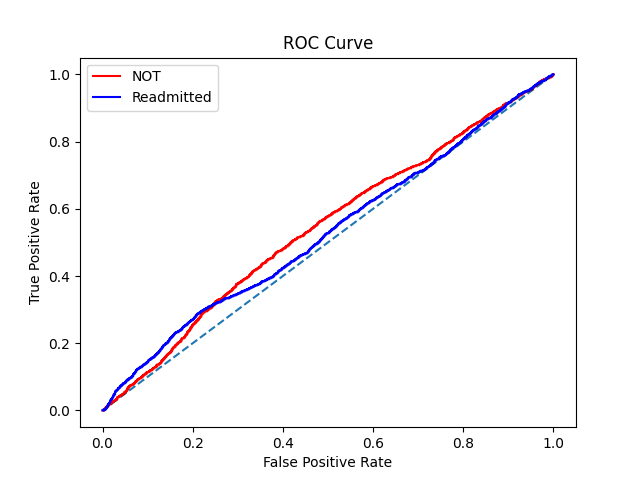 ROC Curve
NOT
Readmitted
True Positive Rate
1.0
0.8
0.6
0.4
0.2
0.0
0.0 0.2 0.4 0.6 0.8 1.0
False Positive Rate